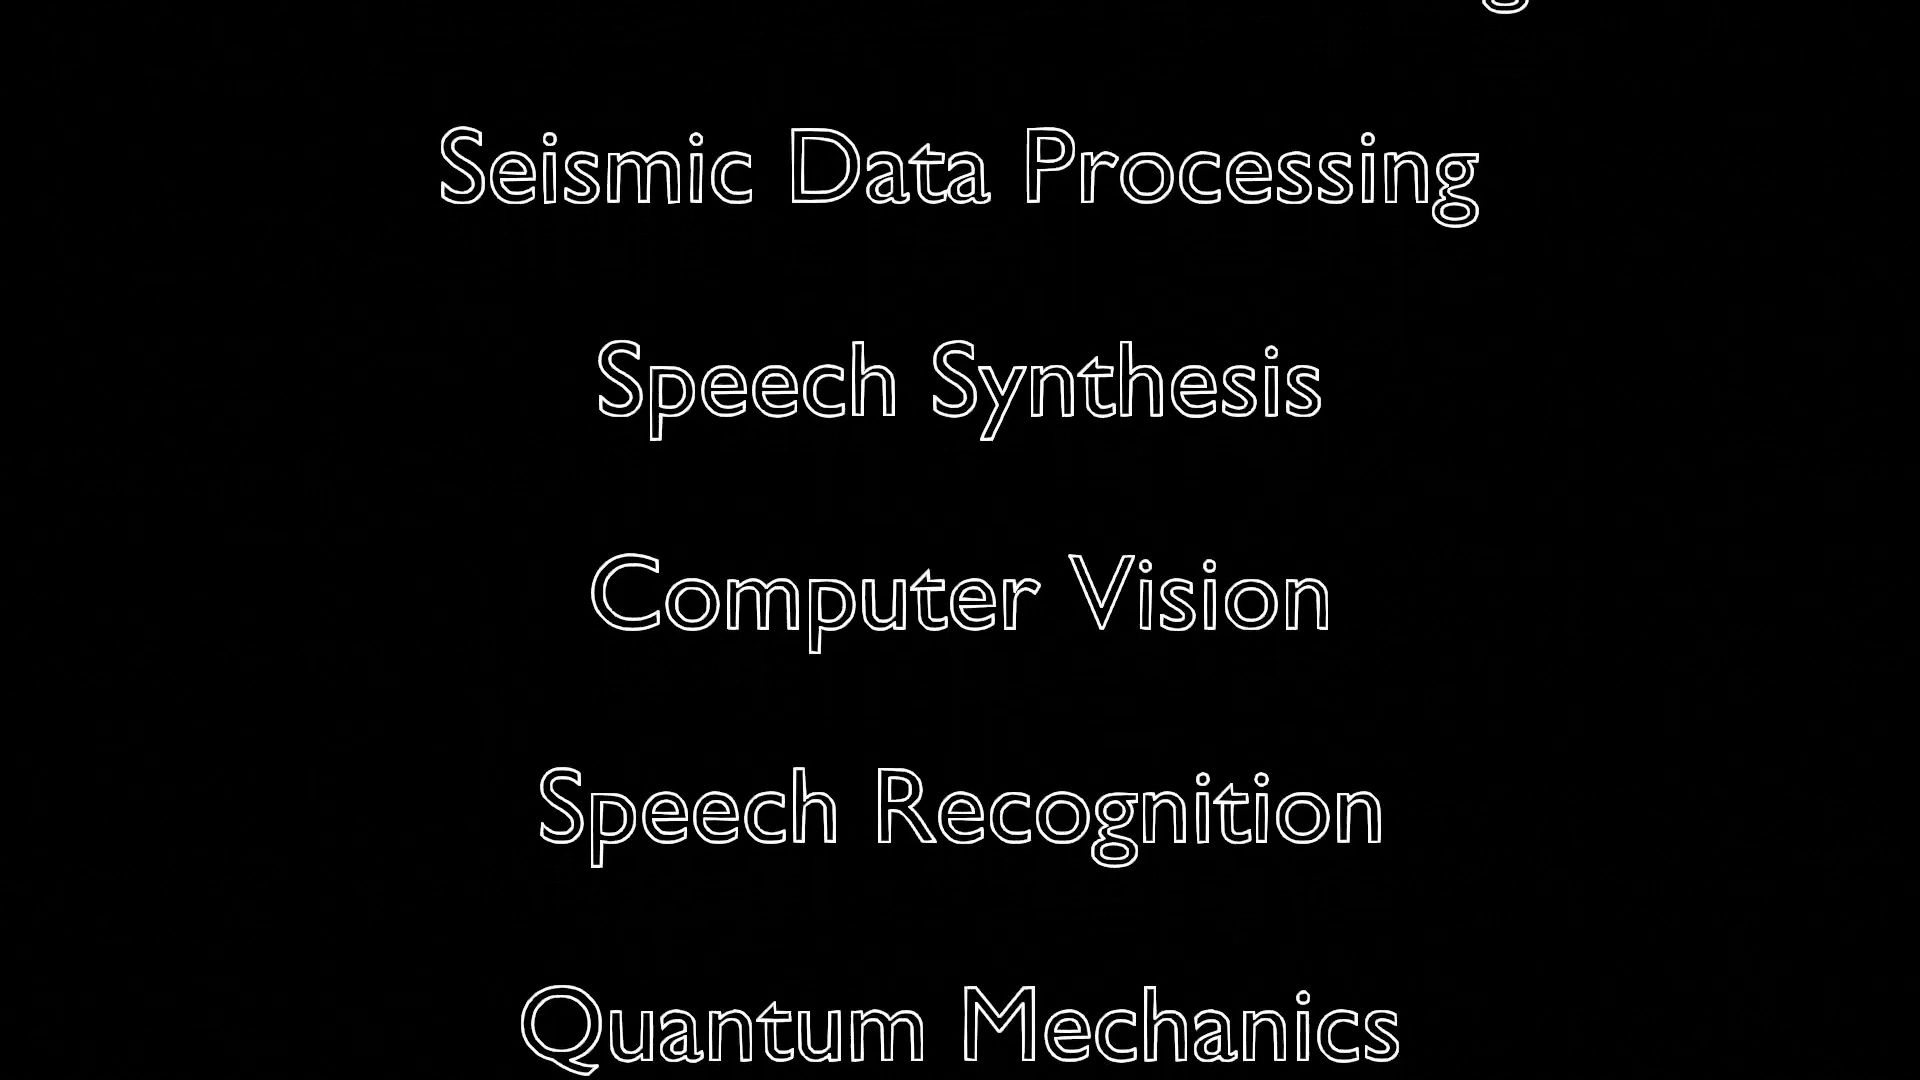 Seismic Data Processing
Speech Synthesis
Computer Vision
Speech Recognition
Quantum Mechanics